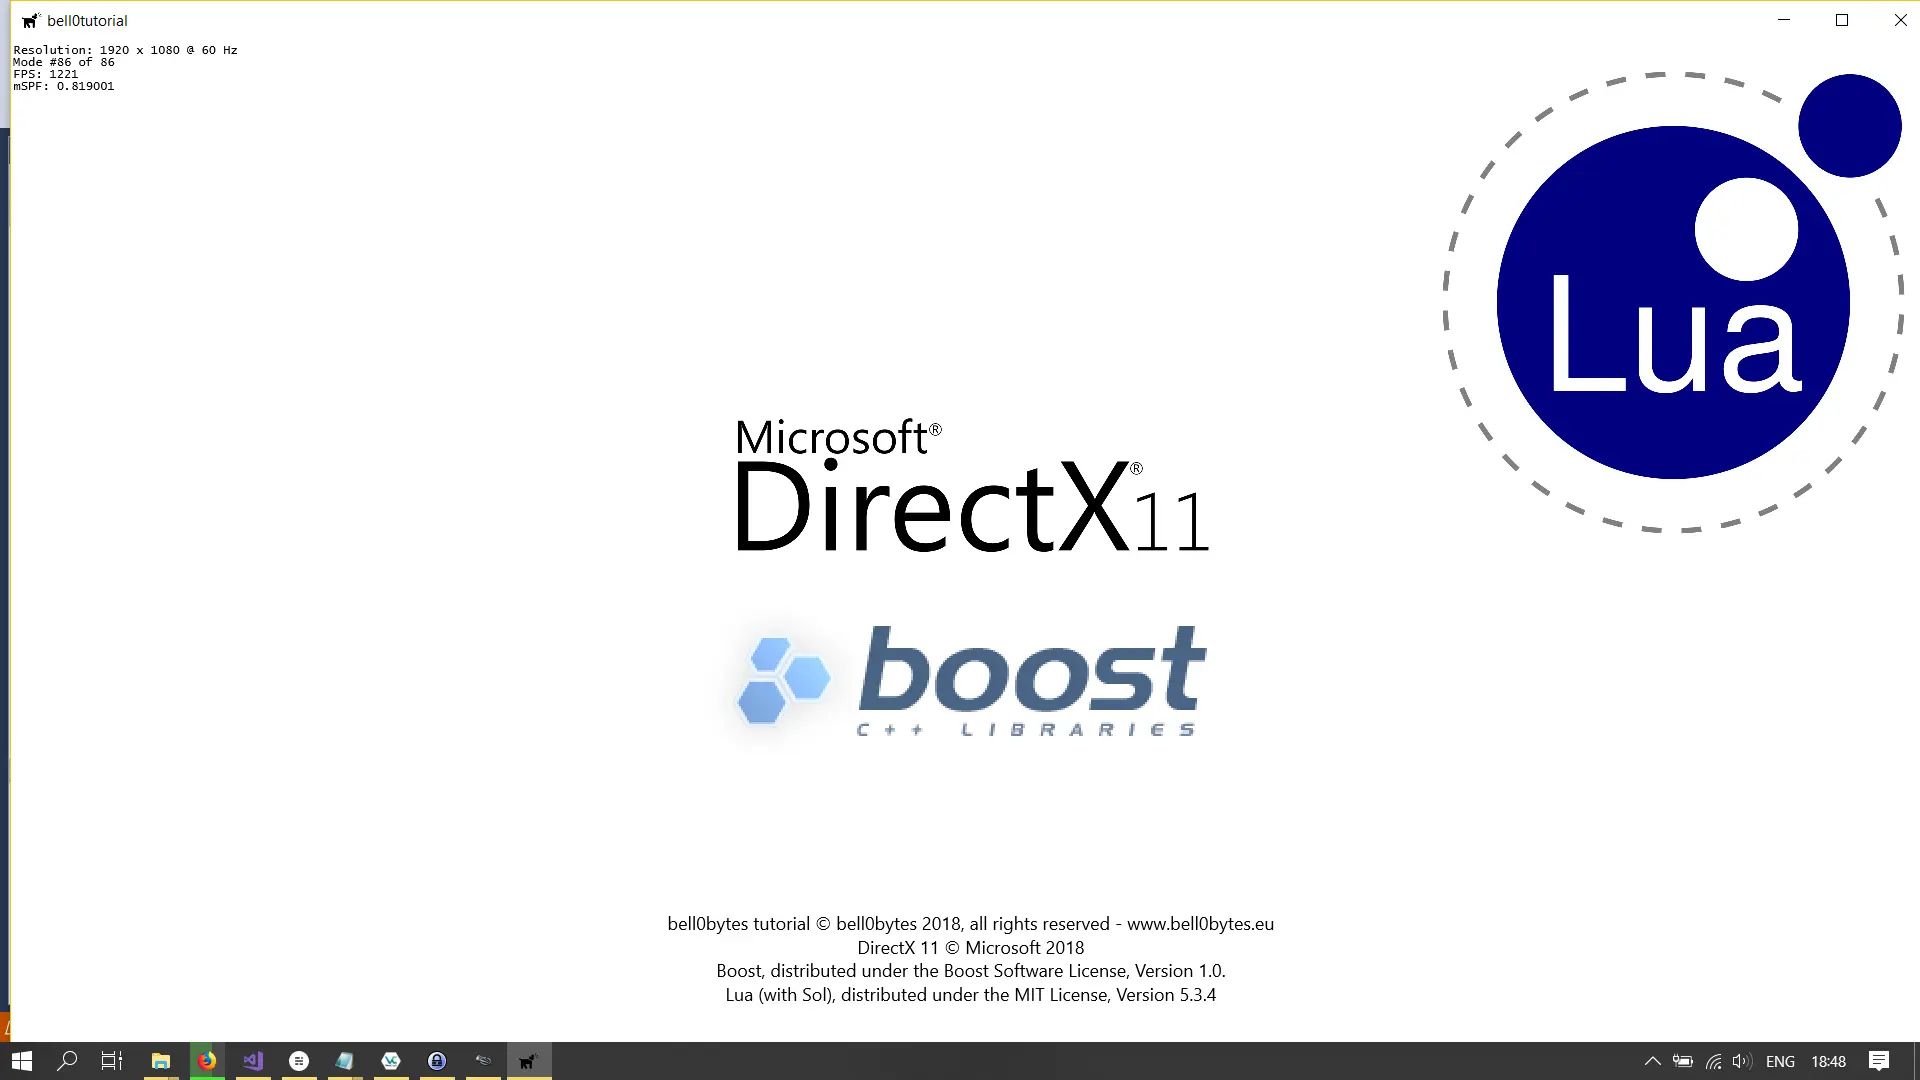 bell0tutorial
Resolution: 1920 x 1080 @ 60 Hz
Mode #86 of 86
FPS: 1221
mSPF: 0.819001
Lua
Microsoft®
DirectX®11
boost
C++ LIBRARIES
bell0bytes tutorial © bell0bytes 2018, all rights reserved - www.bell0bytes.eu
DirectX 11 © Microsoft 2018
Boost, distributed under the Boost Software License, Version 1.0.
Lua (with Sol), distributed under the MIT License, Version 5.3.4
ENG 18:48